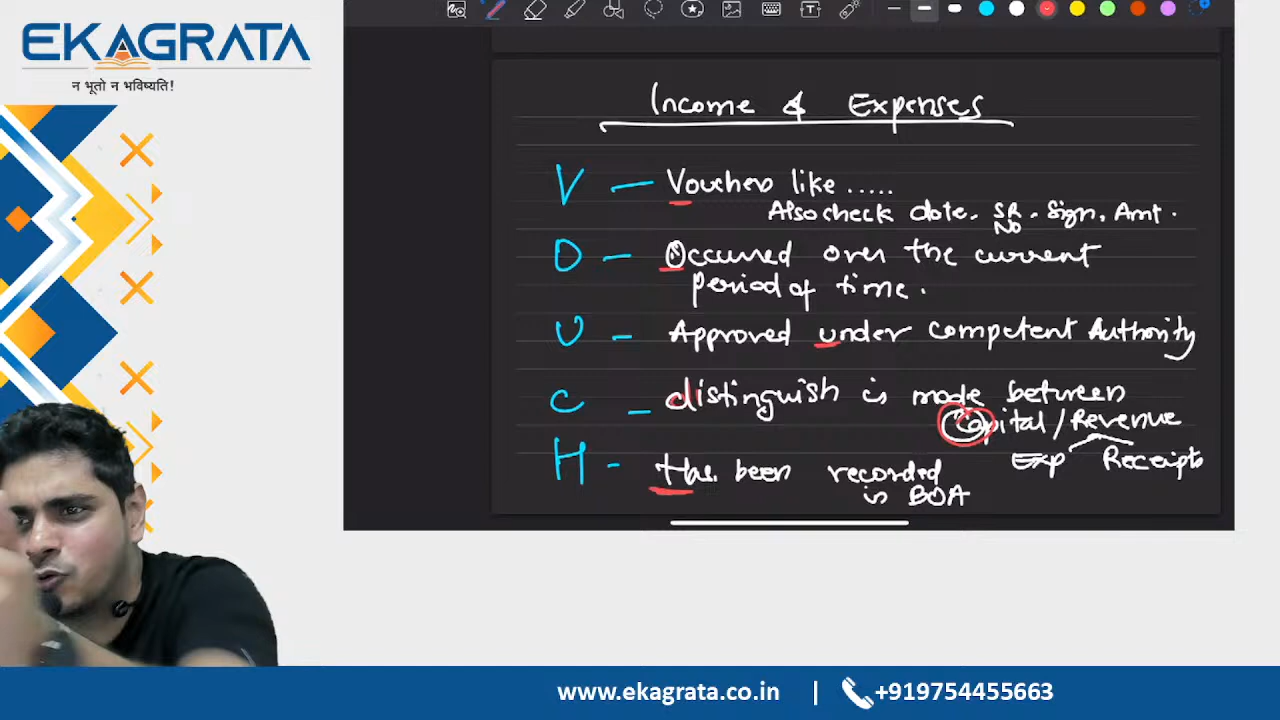 EKAGRATA
न भूतो न भविष्यति!
Income & Expenses
V — Vouchers like .....
Also check date. SR No. Sign. Amt.
O — Occurred over the current
period of time.
U - Approved under competent Authority
C - distinguish is made between
Capital / Revenue
Exp Receipts
H - Has been recorded
in BOA
www.ekagrata.co.in | +919754455663